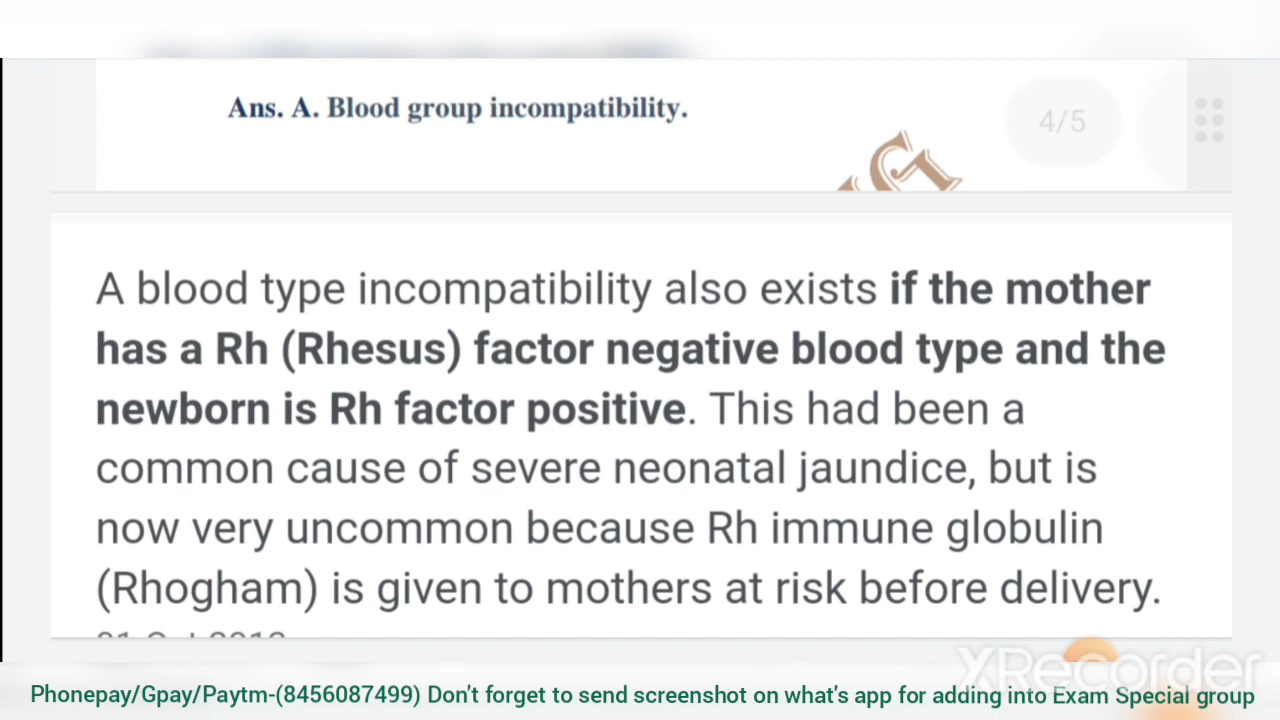 Ans. A. Blood group incompatibility.
4/5
G
A blood type incompatibility also exists if the mother
has a Rh (Rhesus) factor negative blood type and the
newborn is Rh factor positive. This had been a
common cause of severe neonatal jaundice, but is
now very uncommon because Rh immune globulin
(Rhogham) is given to mothers at risk before delivery.
XRecorder
Phonepay/Gpay/Paytm-(8456087499) Don't forget to send screenshot on what's app for adding into Exam Special group